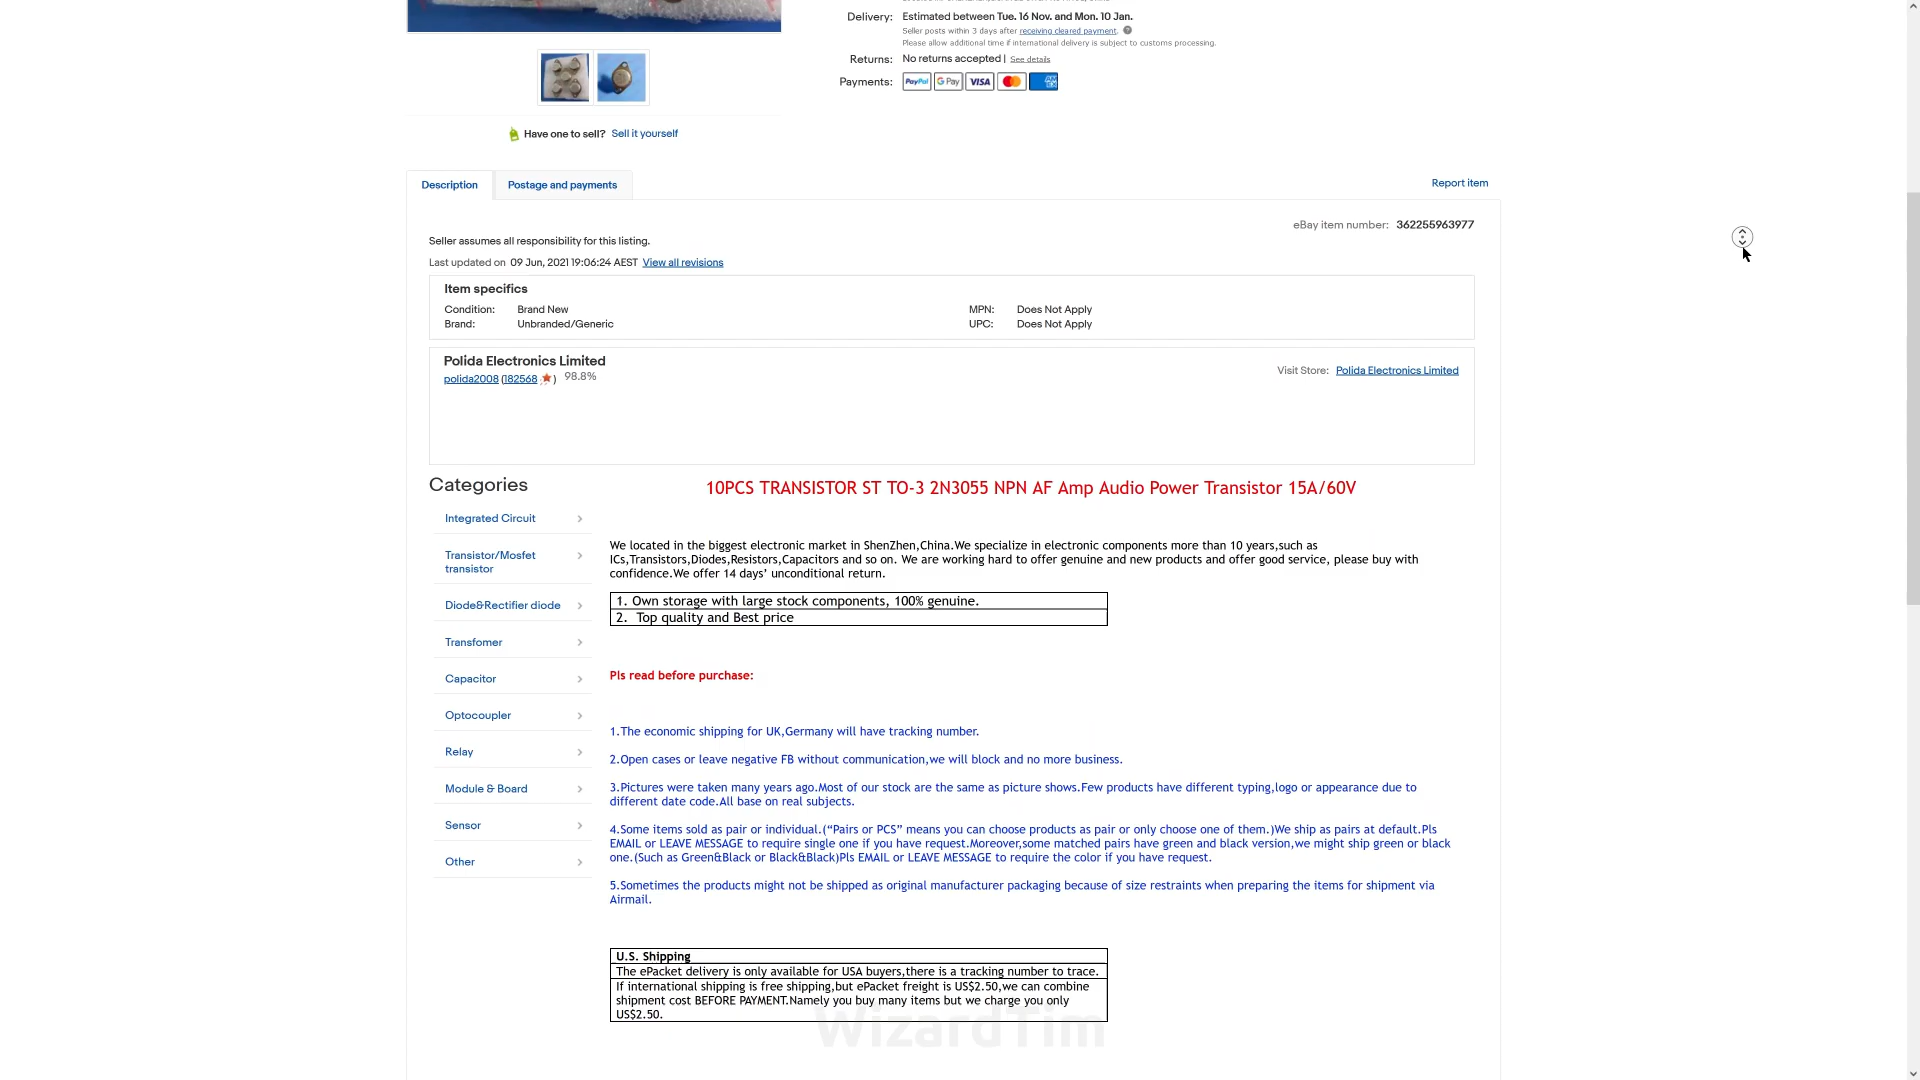 Delivery: Estimated between Tue. 16 Nov. and Mon. 10 Jan.
Seller posts within 3 days after receiving cleared payment. ?
Please allow additional time if international delivery is subject to customs processing.
Returns: No returns accepted | See details
Payments: PayPal G Pay VISA
Have one to sell? Sell it yourself
Description Postage and payments Report item
eBay item number: 362255963977
Seller assumes all responsibility for this listing.
Last updated on 09 Jun, 2021 19:06:24 AEST View all revisions
Item specifics
Condition: Brand New MPN: Does Not Apply
Brand: Unbranded/Generic UPC: Does Not Apply
Polida Electronics Limited
polida2008 (182568 ) 98.8%
Visit Store: Polida Electronics Limited
Categories
Integrated Circuit
Transistor/Mosfet
transistor
Diode&Rectifier diode
Transfomer
Capacitor
Optocoupler
Relay
Module & Board
Sensor
Other
10PCS TRANSISTOR ST TO-3 2N3055 NPN AF Amp Audio Power Transistor 15A/60V
We located in the biggest electronic market in ShenZhen,China.We specialize in electronic components more than 10 years,such as
ICs,Transistors,Diodes,Resistors,Capacitors and so on. We are working hard to offer genuine and new products and offer good service, please buy with
confidence.We offer 14 days’ unconditional return.
1. Own storage with large stock components, 100% genuine.
2. Top quality and Best price
Pls read before purchase:
1.The economic shipping for UK,Germany will have tracking number.
2.Open cases or leave negative FB without communication,we will block and no more business.
3.Pictures were taken many years ago.Most of our stock are the same as picture shows.Few products have different typing,logo or appearance due to
different date code.All base on real subjects.
4.Some items sold as pair or individual.(“Pairs or PCS” means you can choose products as pair or only choose one of them.)We ship as pairs at default.Pls
EMAIL or LEAVE MESSAGE to require single one if you have request.Moreover,some matched pairs have green and black version,we might ship green or black
one.(Such as Green&Black or Black&Black)Pls EMAIL or LEAVE MESSAGE to require the color if you have request.
5.Sometimes the products might not be shipped as original manufacturer packaging because of size restraints when preparing the items for shipment via
Airmail.
U.S. Shipping
The ePacket delivery is only available for USA buyers,there is a tracking number to trace.
If international shipping is free shipping,but ePacket freight is US$2.50,we can combine
shipment cost BEFORE PAYMENT.Namely you buy many items but we charge you only
US$2.50.
WizardTim